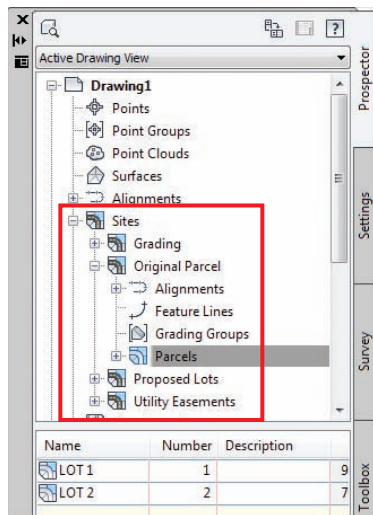 Active Drawing View
Drawing1
Points
Point Groups
Point Clouds
Surfaces
Alignments
Sites
Grading
Original Parcel
Alignments
Feature Lines
Grading Groups
Parcels
Proposed Lots
Utility Easements
Name Number Description
LOT 1 1 9
LOT 2 2 7
Prospector
Settings
Survey
Toolbox